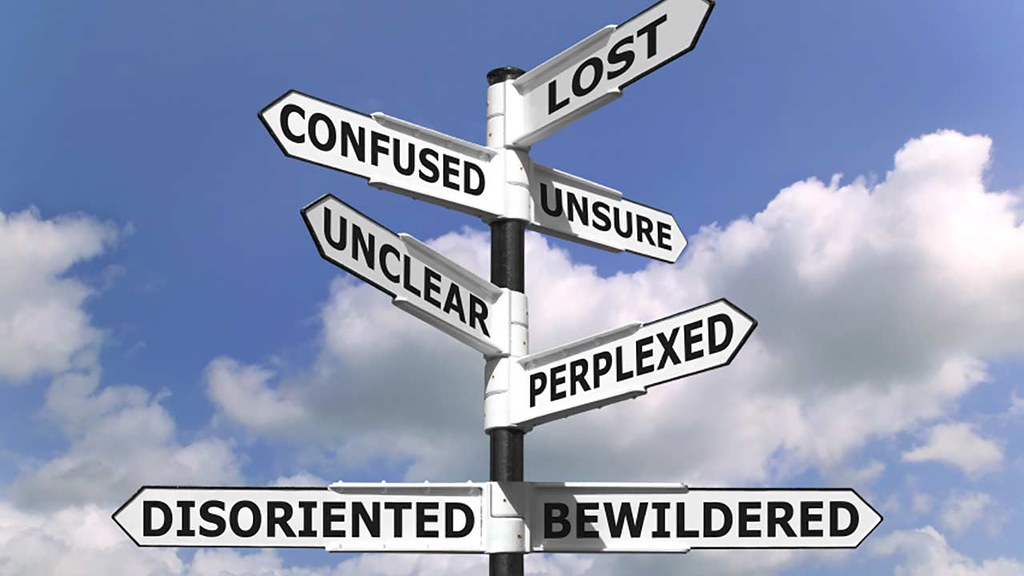 LOST
CONFUSED
UNSURE
UNCLEAR
PERPLEXED
DISORIENTED
BEWILDERED